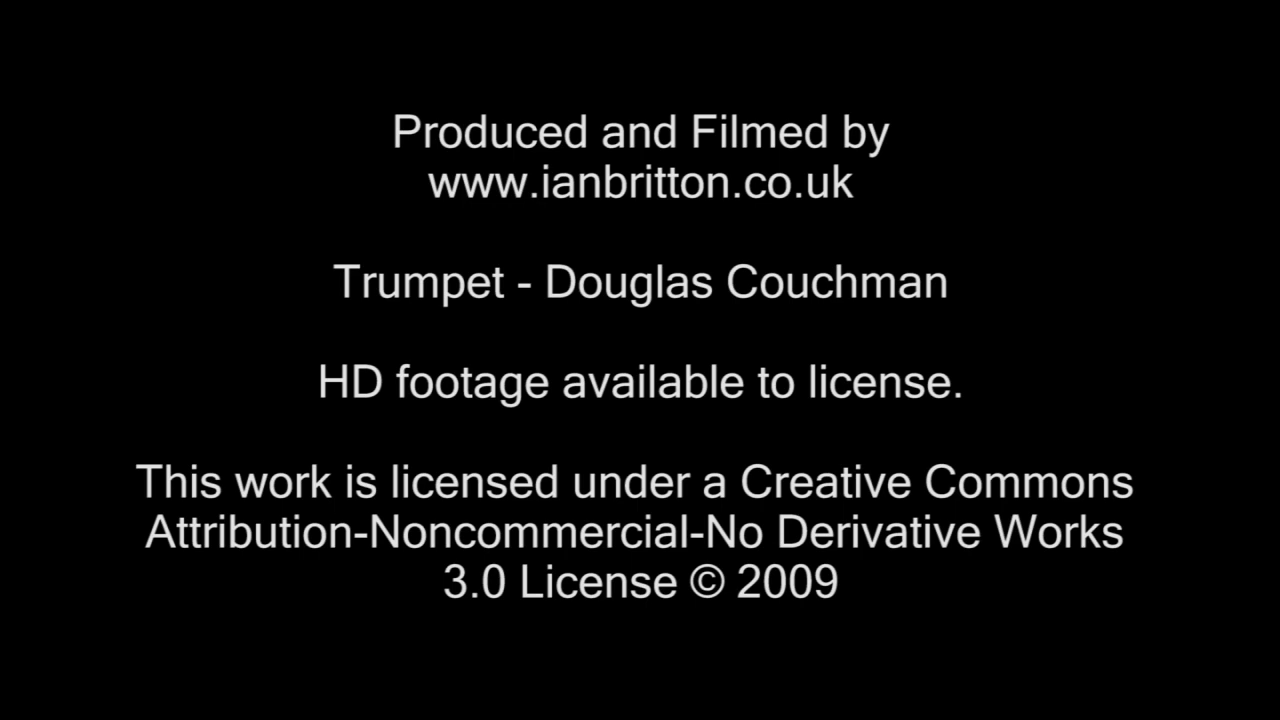 Produced and Filmed by
www.ianbritton.co.uk
Trumpet - Douglas Couchman
HD footage available to license.
This work is licensed under a Creative Commons
Attribution-Noncommercial-No Derivative Works
3.0 License © 2009